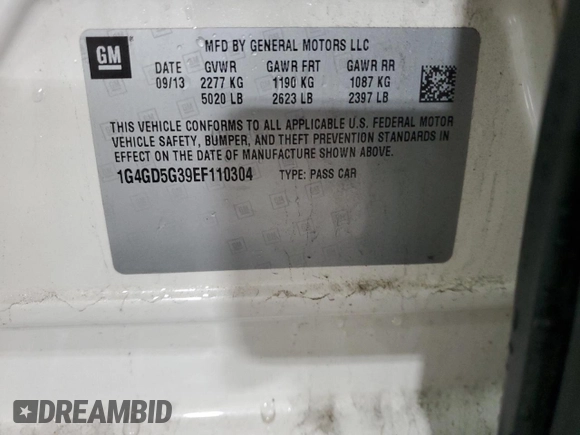 GM
MFD BY GENERAL MOTORS LLC
DATE GVWR GAWR FRT GAWR RR
09/13 2277 KG 1190 KG 1087 KG
5020 LB 2623 LB 2397 LB
THIS VEHICLE CONFORMS TO ALL APPLICABLE U.S. FEDERAL MOTOR
VEHICLE SAFETY, BUMPER, AND THEFT PREVENTION STANDARDS IN
EFFECT ON THE DATE OF MANUFACTURE SHOWN ABOVE.
1G4GD5G39EF110304 TYPE: PASS CAR
DREAMBID